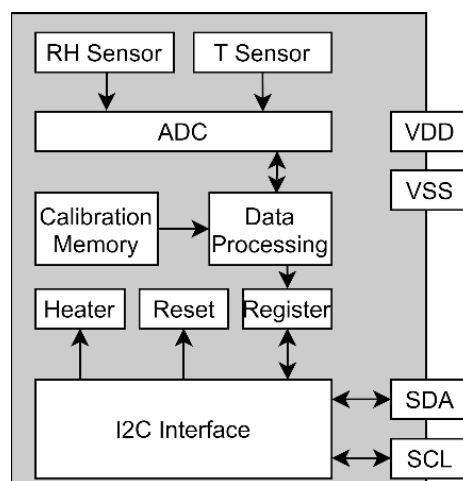 RH Sensor
T Sensor
ADC
VDD
VSS
Calibration
Memory
Data
Processing
Heater
Reset
Register
I2C Interface
SDA
SCL